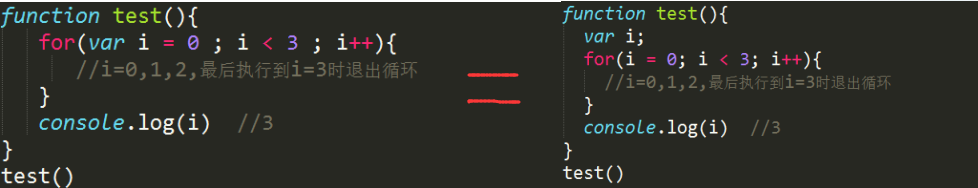 function test(){
for(var i = 0 ; i < 3 ; i++){
//i=0,1,2,最后执行到i=3时退出循环
}
console.log(i) //3
}
test()
function test(){
var i;
for(i = 0; i < 3; i++){
//i=0,1,2,最后执行到i=3时退出循环
}
console.log(i) //3
}
test()